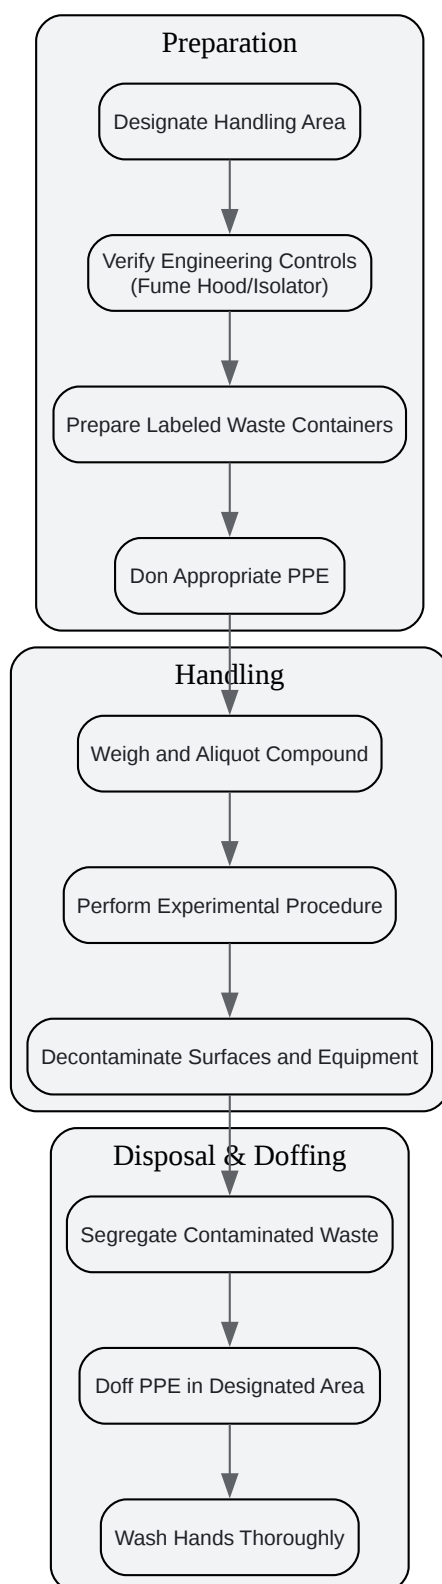 Preparation
Designate Handling Area
Verify Engineering Controls
(Fume Hood/Isolator)
Prepare Labeled Waste Containers
Don Appropriate PPE
Handling
Weigh and Aliquot Compound
Perform Experimental Procedure
Decontaminate Surfaces and Equipment
Disposal & Doffing
Segregate Contaminated Waste
Doff PPE in Designated Area
Wash Hands Thoroughly